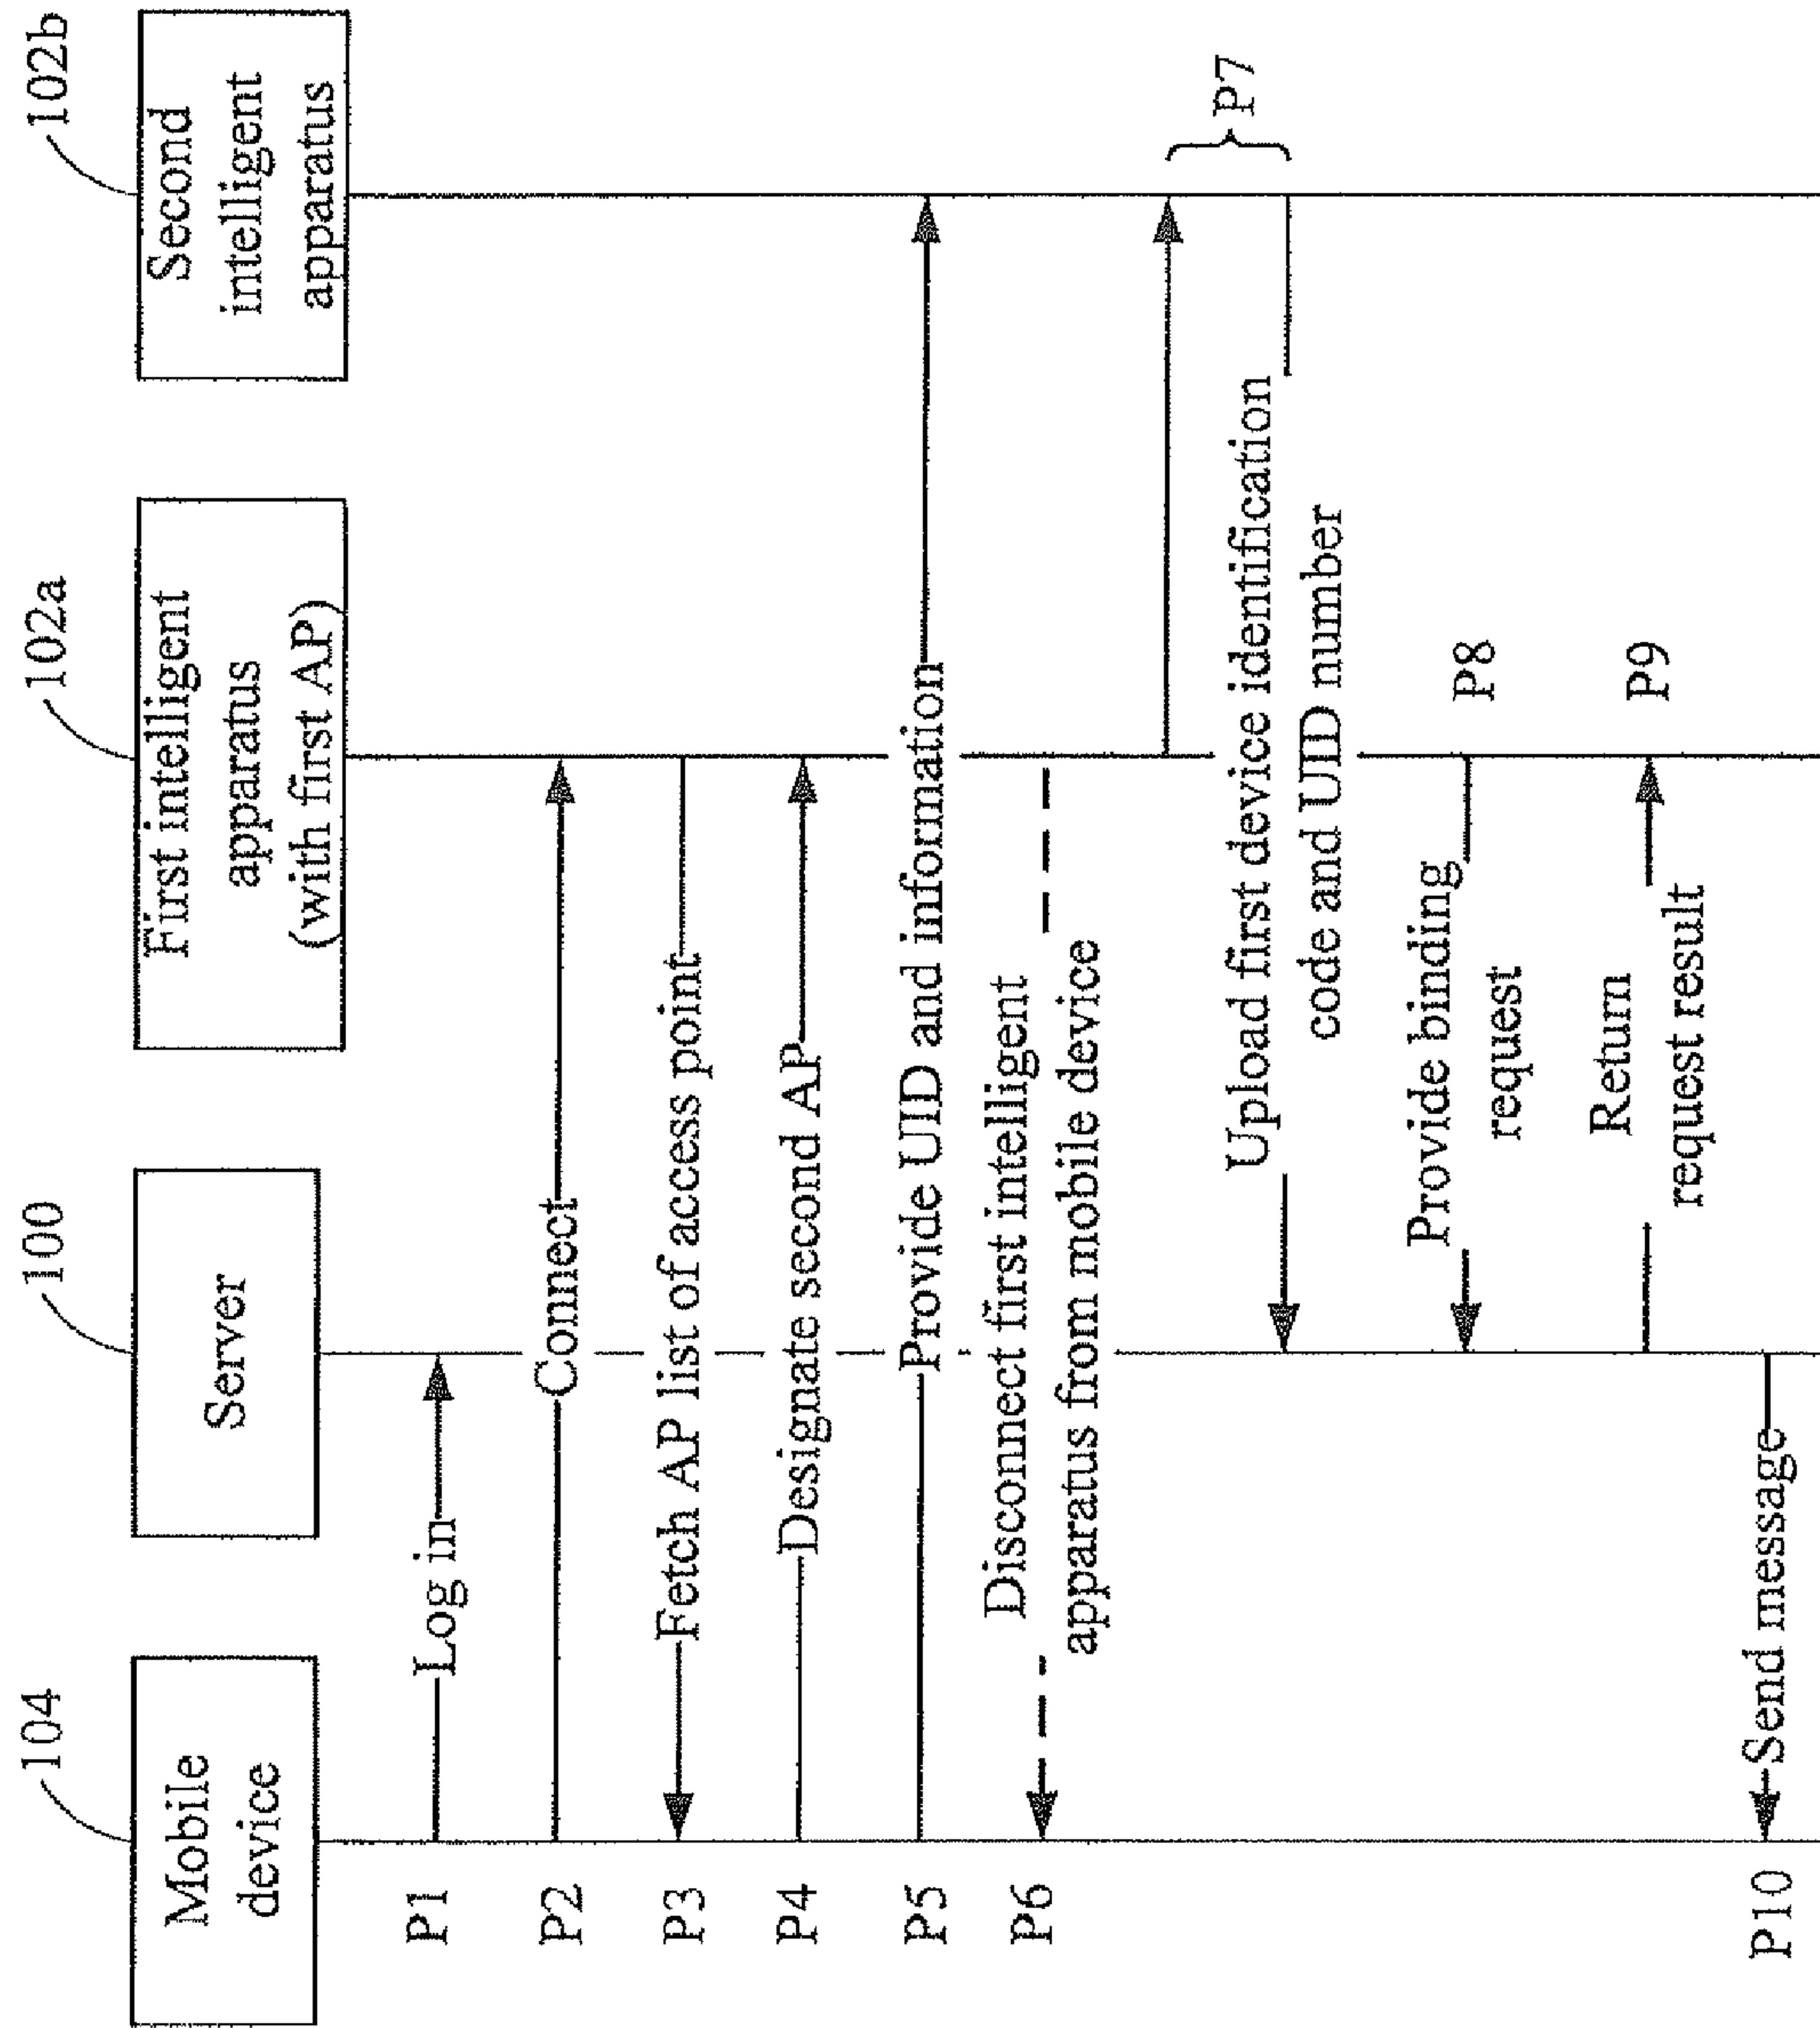 104
Mobile
device
100
Server
102a
First intelligent
apparatus
(with first AP)
102b
Second
intelligent
apparatus
P1
Log in
P2
Connect
P3
Fetch AP list of access point
P4
Designate second AP
P5
Provide UID and information
P6
Disconnect first intelligent
apparatus from mobile device
P7
Upload first device identification
code and UID number
Provide binding
request
P8
Return
request result
P9
P10
Send message